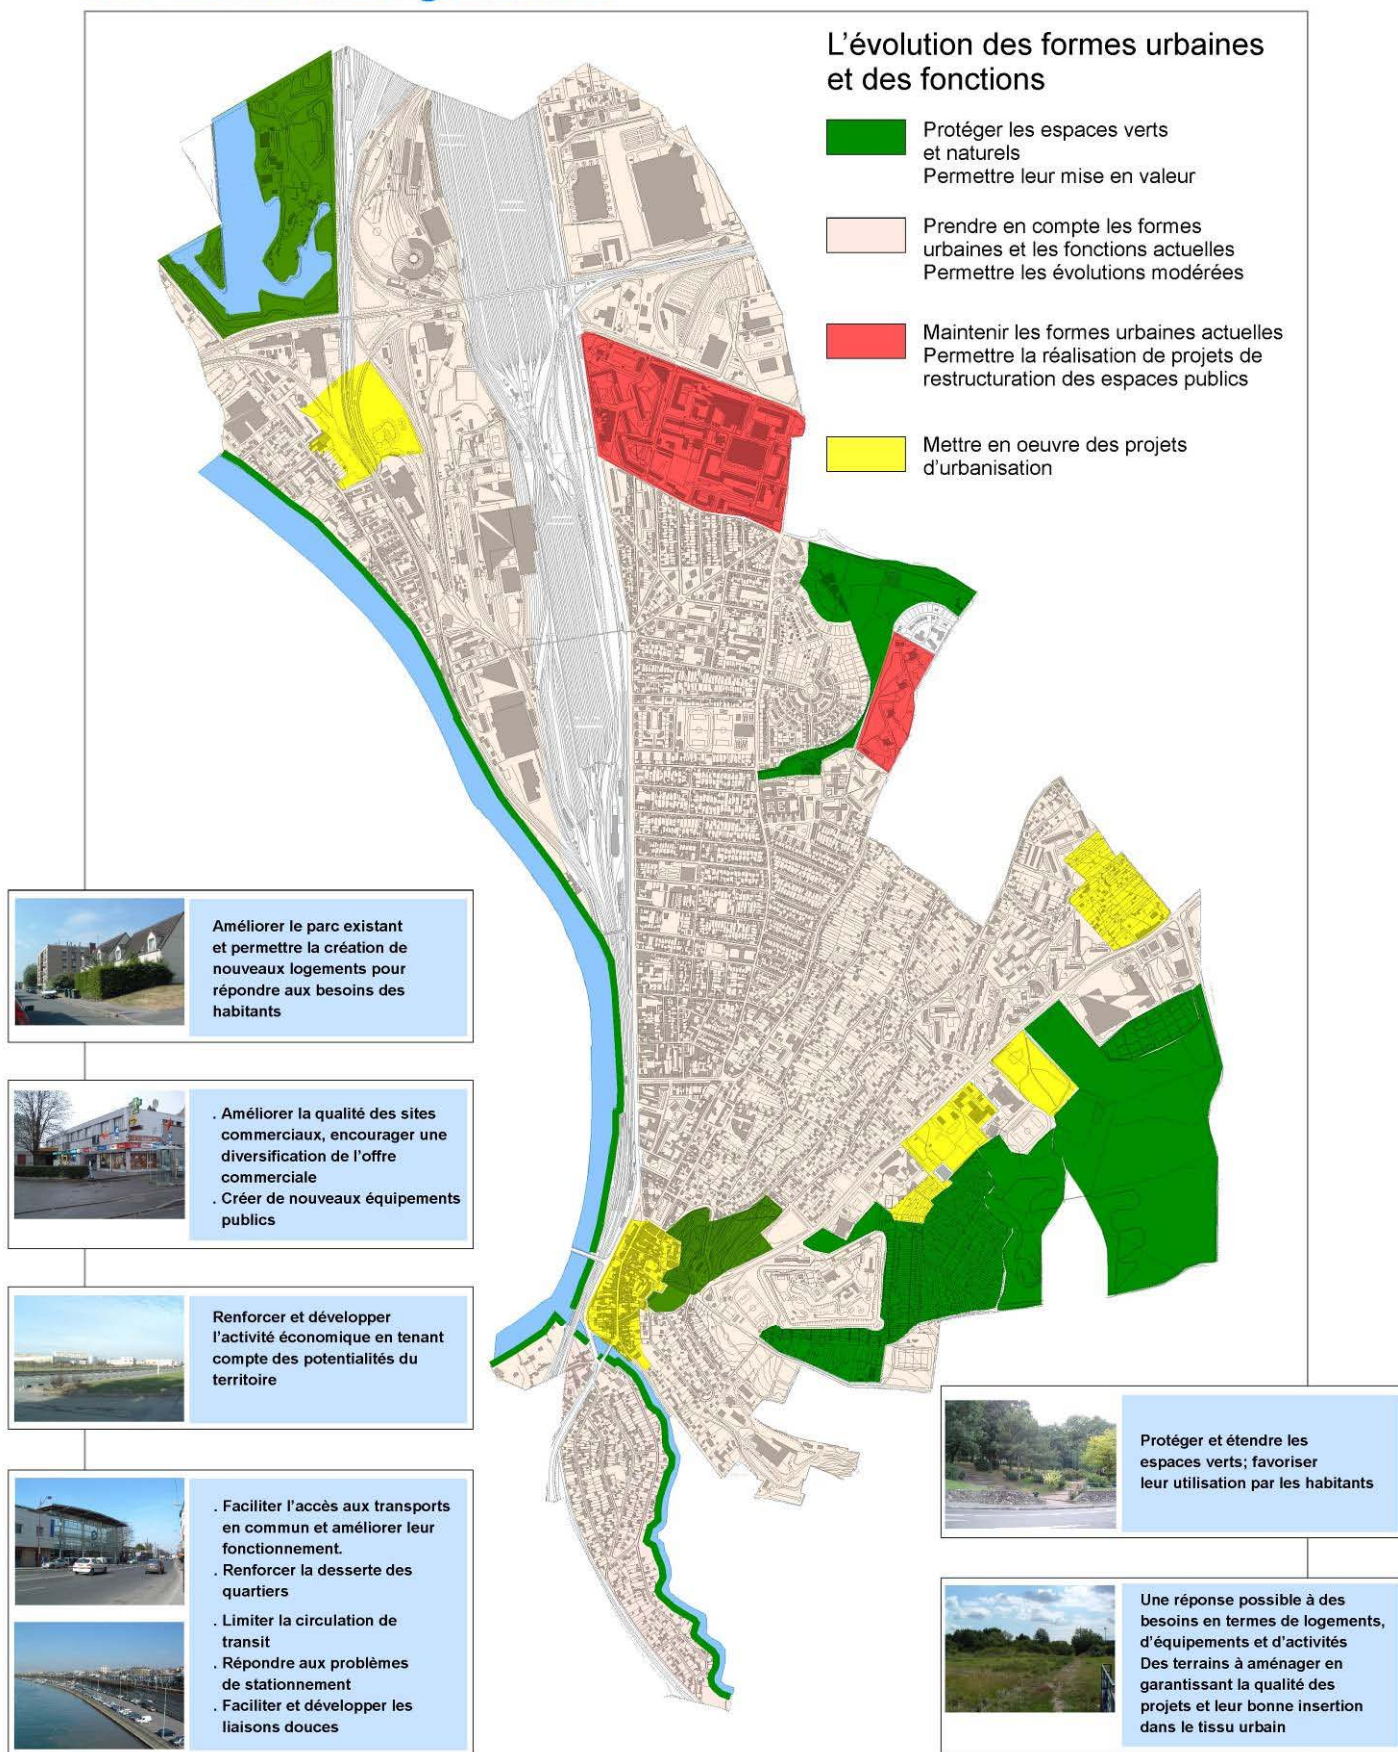 L'évolution des formes urbaines
et des fonctions
Protéger les espaces verts
et naturels
Permettre leur mise en valeur
Prendre en compte les formes
urbaines et les fonctions actuelles
Permettre les évolutions modérées
Maintenir les formes urbaines actuelles
Permettre la réalisation de projets de
restructuration des espaces publics
Mettre en oeuvre des projets
d'urbanisation
Améliorer le parc existant
et permettre la création de
nouveaux logements pour
répondre aux besoins des
habitants
. Améliorer la qualité des sites
commerciaux, encourager une
diversification de l'offre
commerciale
. Créer de nouveaux équipements
publics
Renforcer et développer
l'activité économique en tenant
compte des potentialités du
territoire
. Faciliter l'accès aux transports
en commun et améliorer leur
fonctionnement.
. Renforcer la desserte des
quartiers
. Limiter la circulation de
transit
. Répondre aux problèmes
de stationnement
. Faciliter et développer les
liaisons douces
Protéger et étendre les
espaces verts; favoriser
leur utilisation par les habitants
Une réponse possible à des
besoins en termes de logements,
d'équipements et d'activités
Des terrains à aménager en
garantissant la qualité des
projets et leur bonne insertion
dans le tissu urbain